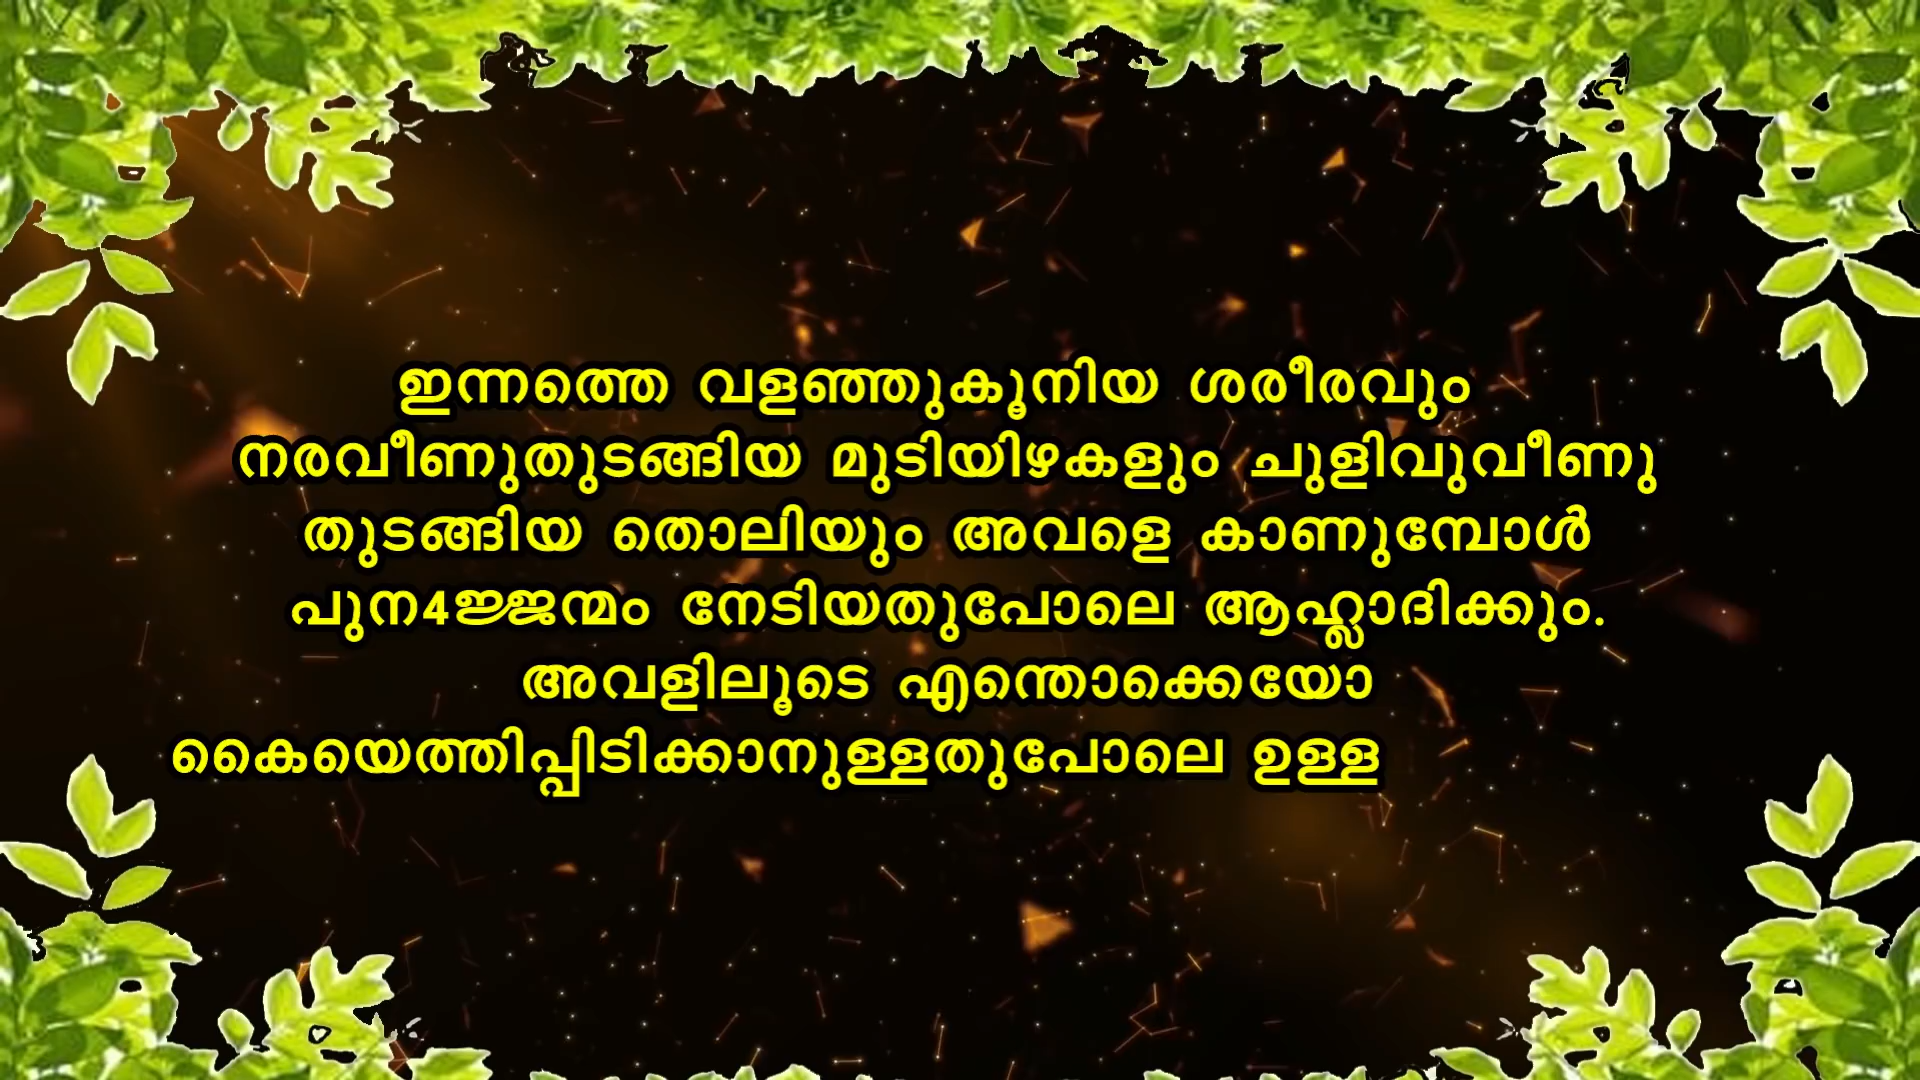 ഇന്നത്തെ വളഞ്ഞുകൂനിയ ശരീരവും
നരവീണുതുടങ്ങിയ മുടിയിഴകളും ചുളിവുവീണു
തുടങ്ങിയ തൊലിയും അവളെ കാണുമ്പോൾ
പുന4ജ്ജന്മം നേടിയതുപോലെ ആഹ്ലാദിക്കും.
അവളിലൂടെ എന്തൊക്കെയോ
കൈയെത്തിപ്പിടിക്കാനുള്ളതുപോലെ ഉള്ള